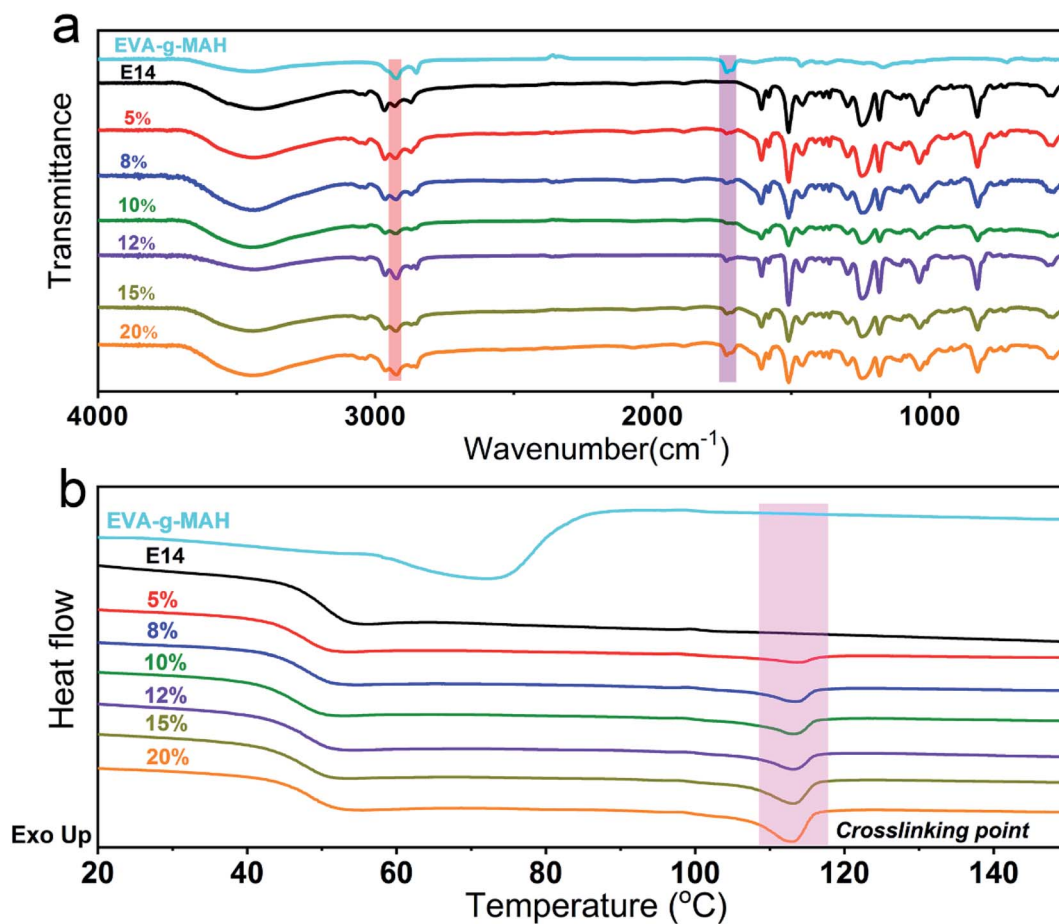 a
EVA-g-MAH
E14
5%
8%
10%
12%
15%
20%
Transmittance
4000 3000 2000 1000
Wavenumber(cm⁻¹)
b
EVA-g-MAH
E14
5%
8%
10%
12%
15%
20%
Heat flow
Exo Up
Crosslinking point
20 40 60 80 100 120 140
Temperature (ºC)